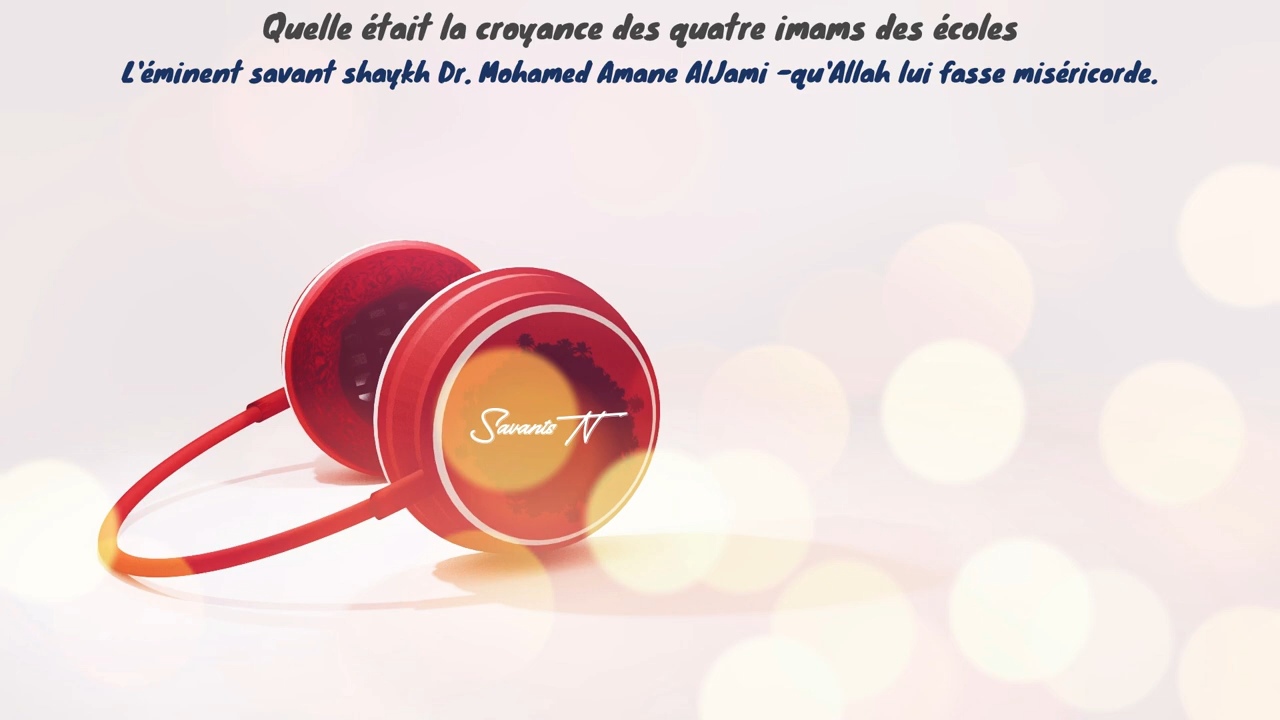 Quelle était la croyance des quatre imams des écoles
L'éminent savant shaykh Dr. Mohamed Amane AlJami -qu'Allah lui fasse miséricorde.
Savants N